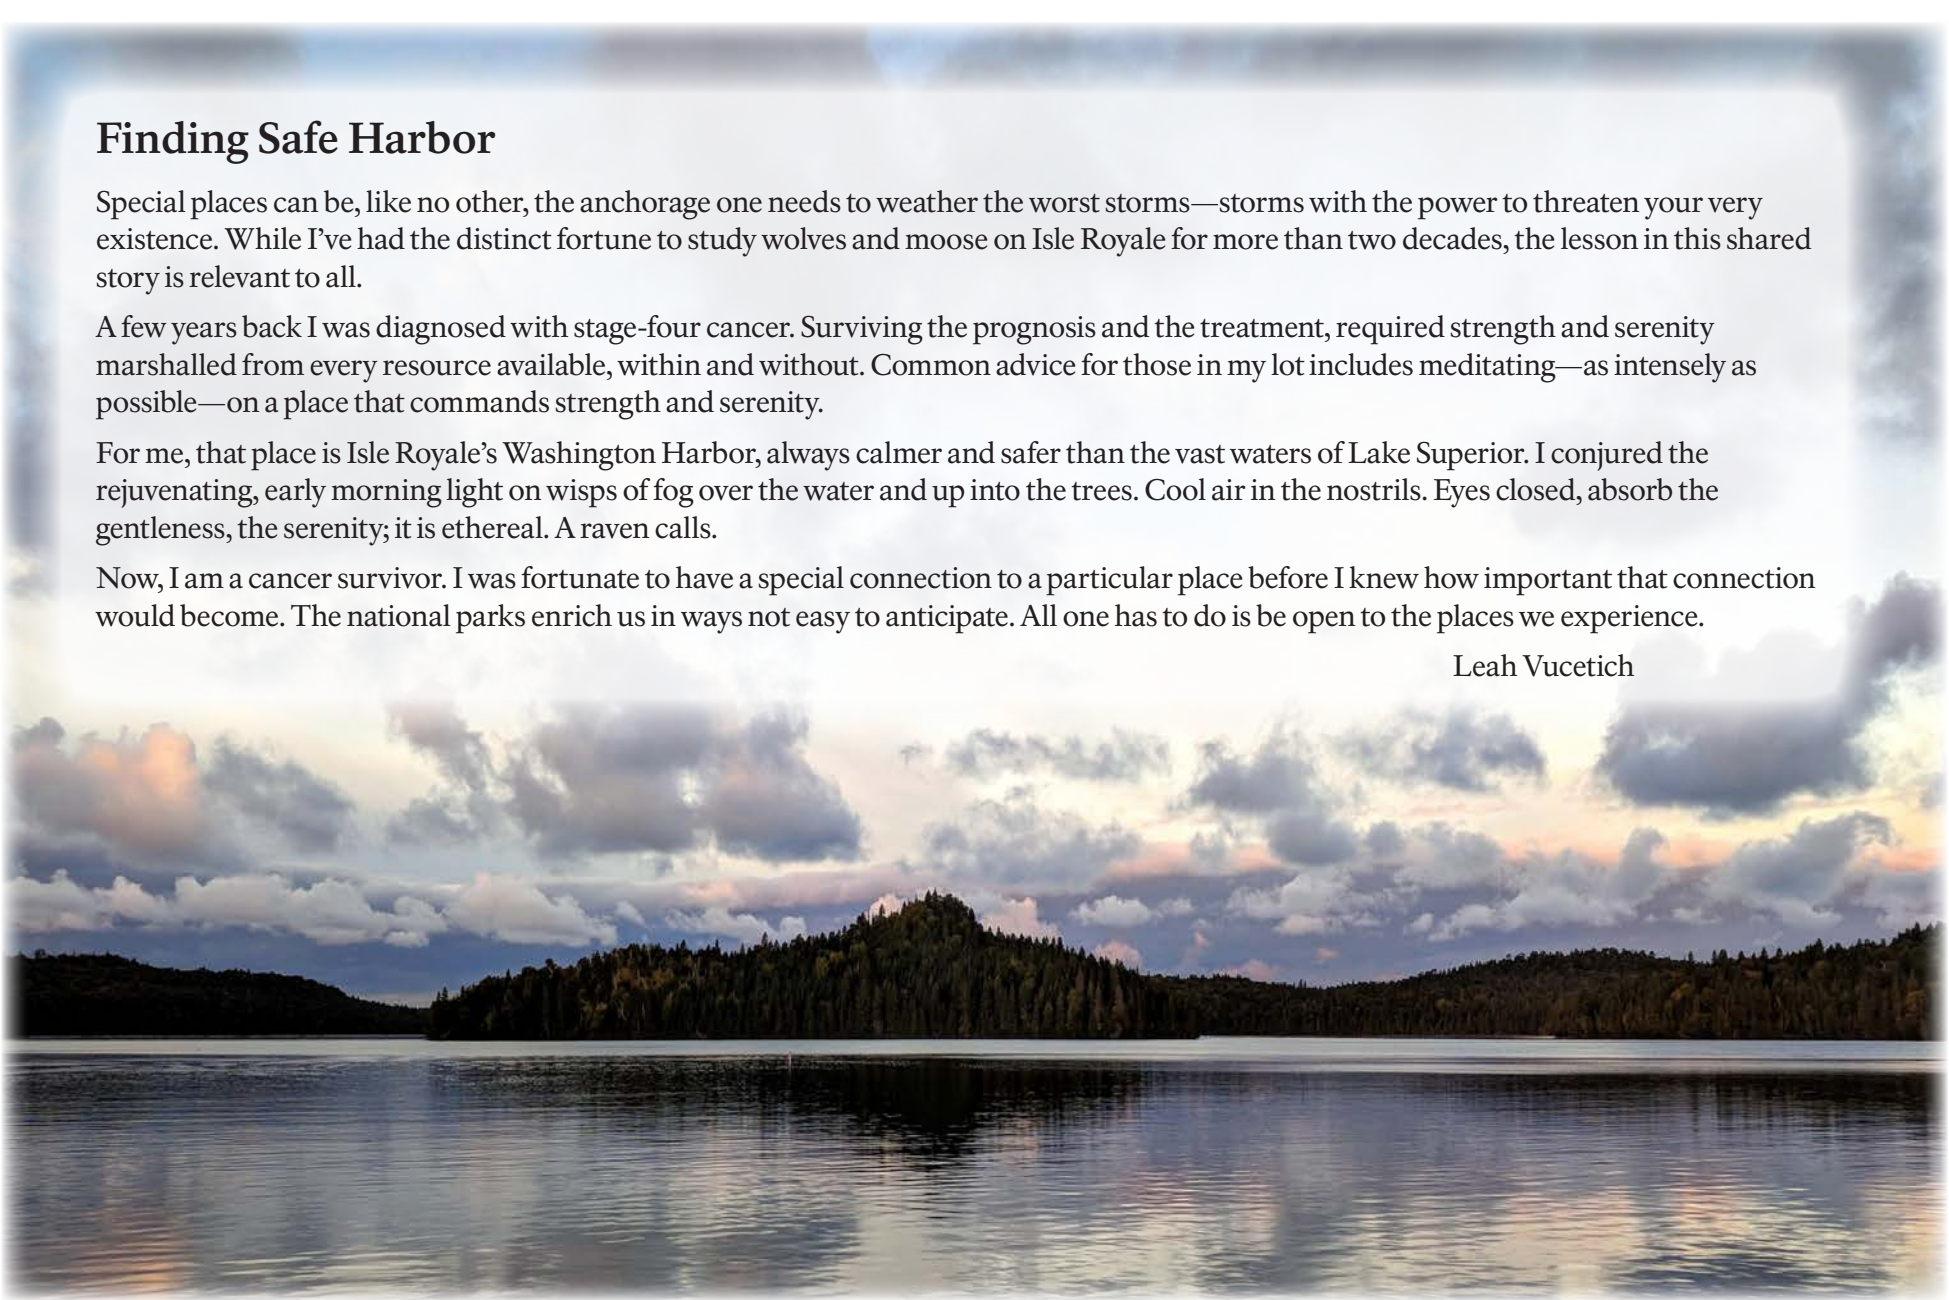 Finding Safe Harbor
Special places can be, like no other, the anchorage one needs to weather the worst storms—storms with the power to threaten your very
existence. While I’ve had the distinct fortune to study wolves and moose on Isle Royale for more than two decades, the lesson in this shared
story is relevant to all.
A few years back I was diagnosed with stage-four cancer. Surviving the prognosis and the treatment, required strength and serenity
marshalled from every resource available, within and without. Common advice for those in my lot includes meditating—as intensely as
possible—on a place that commands strength and serenity.
For me, that place is Isle Royale’s Washington Harbor, always calmer and safer than the vast waters of Lake Superior. I conjured the
rejuvenating, early morning light on wisps of fog over the water and up into the trees. Cool air in the nostrils. Eyes closed, absorb the
gentleness, the serenity; it is ethereal. A raven calls.
Now, I am a cancer survivor. I was fortunate to have a special connection to a particular place before I knew how important that connection
would become. The national parks enrich us in ways not easy to anticipate. All one has to do is be open to the places we experience.
Leah Vucetich